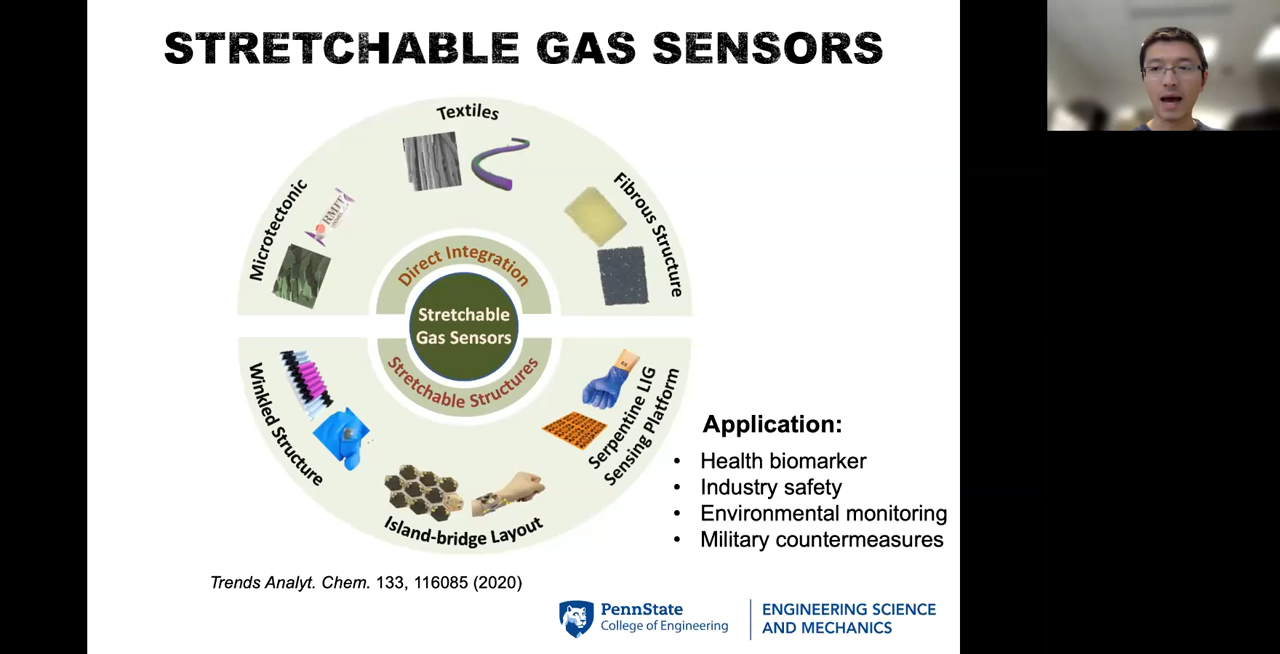 STRETCHABLE GAS SENSORS
Textiles
Microtectonic
Fibrous Structure
RMIT
Direct Integration
Stretchable
Gas Sensors
Stretchable Structures
Winkled Structure
Serpentine LIG
Sensing Platform
Island-bridge Layout
Application:
• Health biomarker
• Industry safety
• Environmental monitoring
• Military countermeasures
Trends Analyt. Chem. 133, 116085 (2020)
PennState
College of Engineering
ENGINEERING SCIENCE
AND MECHANICS